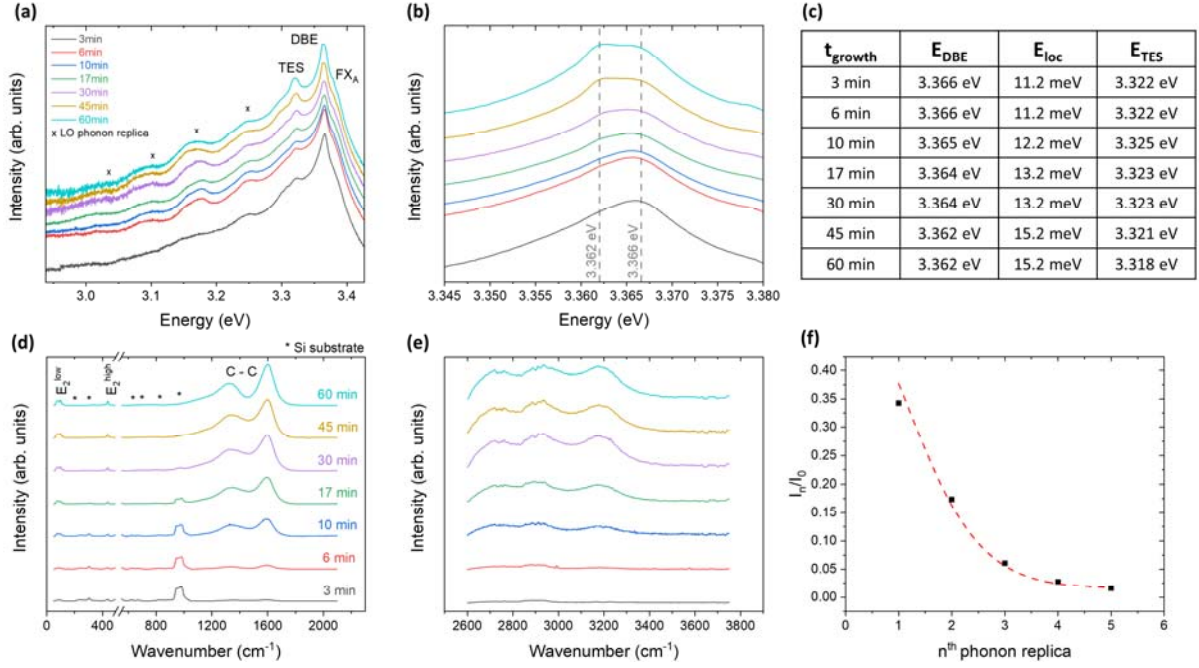 (a)
3min
6min
10min
17min
30min
45min
60min
x LO phonon replica
TES
DBE
FXA
x
x
x
x
Intensity (arb. units)
3.0 3.1 3.2 3.3 3.4
Energy (eV)
(b)
Intensity (arb. units)
3.362 eV
3.366 eV
3.345 3.350 3.355 3.360 3.365 3.370 3.375 3.380
Energy (eV)
(c)
tgrowth EDBE Eloc ETES
3 min 3.366 eV 11.2 meV 3.322 eV
6 min 3.366 eV 11.2 meV 3.322 eV
10 min 3.365 eV 12.2 meV 3.325 eV
17 min 3.364 eV 13.2 meV 3.323 eV
30 min 3.364 eV 13.2 meV 3.323 eV
45 min 3.362 eV 15.2 meV 3.321 eV
60 min 3.362 eV 15.2 meV 3.318 eV
(d)
* Si substrate
E2low
* *
E2high
* * * *
C - C
60 min
45 min
30 min
17 min
10 min
6 min
3 min
Intensity (arb. units)
0 400 800 1200 1600 2000
Wavenumber (cm-1)
(e)
Intensity (arb. units)
2600 2800 3000 3200 3400 3600 3800
Wavenumber (cm-1)
(f)
In/I0
0.40
0.35
0.30
0.25
0.20
0.15
0.10
0.05
0.00
0 1 2 3 4 5 6
nth phonon replica